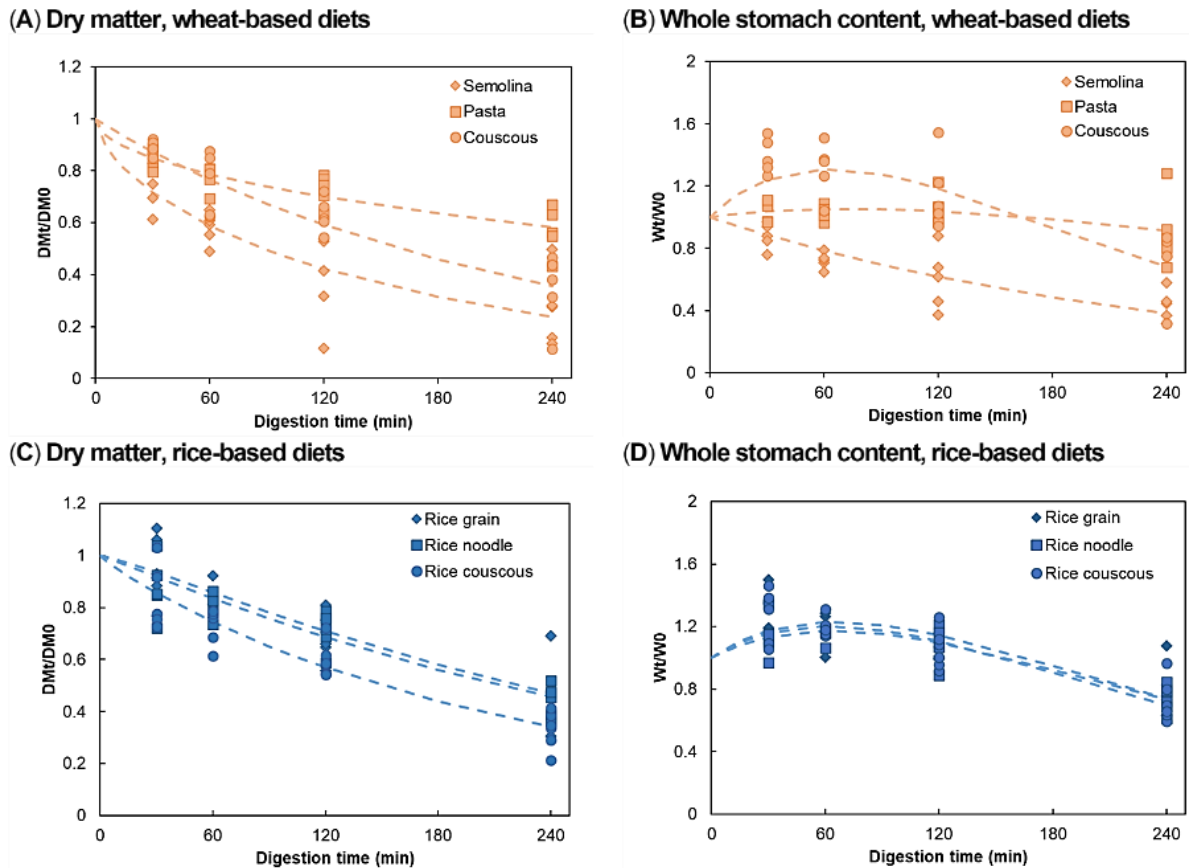 (A) Dry matter, wheat-based diets
1.2
1
0.8
0.6
0.4
0.2
0
DMt/DM0
Semolina
Pasta
Couscous
0 60 120 180 240
Digestion time (min)
(B) Whole stomach content, wheat-based diets
2
1.6
1.2
0.8
0.4
0
Wt/W0
Semolina
Pasta
Couscous
0 60 120 180 240
Digestion time (min)
(C) Dry matter, rice-based diets
1.2
1
0.8
0.6
0.4
0.2
0
DMt/DM0
Rice grain
Rice noodle
Rice couscous
0 60 120 180 240
Digestion time (min)
(D) Whole stomach content, rice-based diets
2
1.6
1.2
0.8
0.4
0
Wt/W0
Rice grain
Rice noodle
Rice couscous
0 60 120 180 240
Digestion time (min)